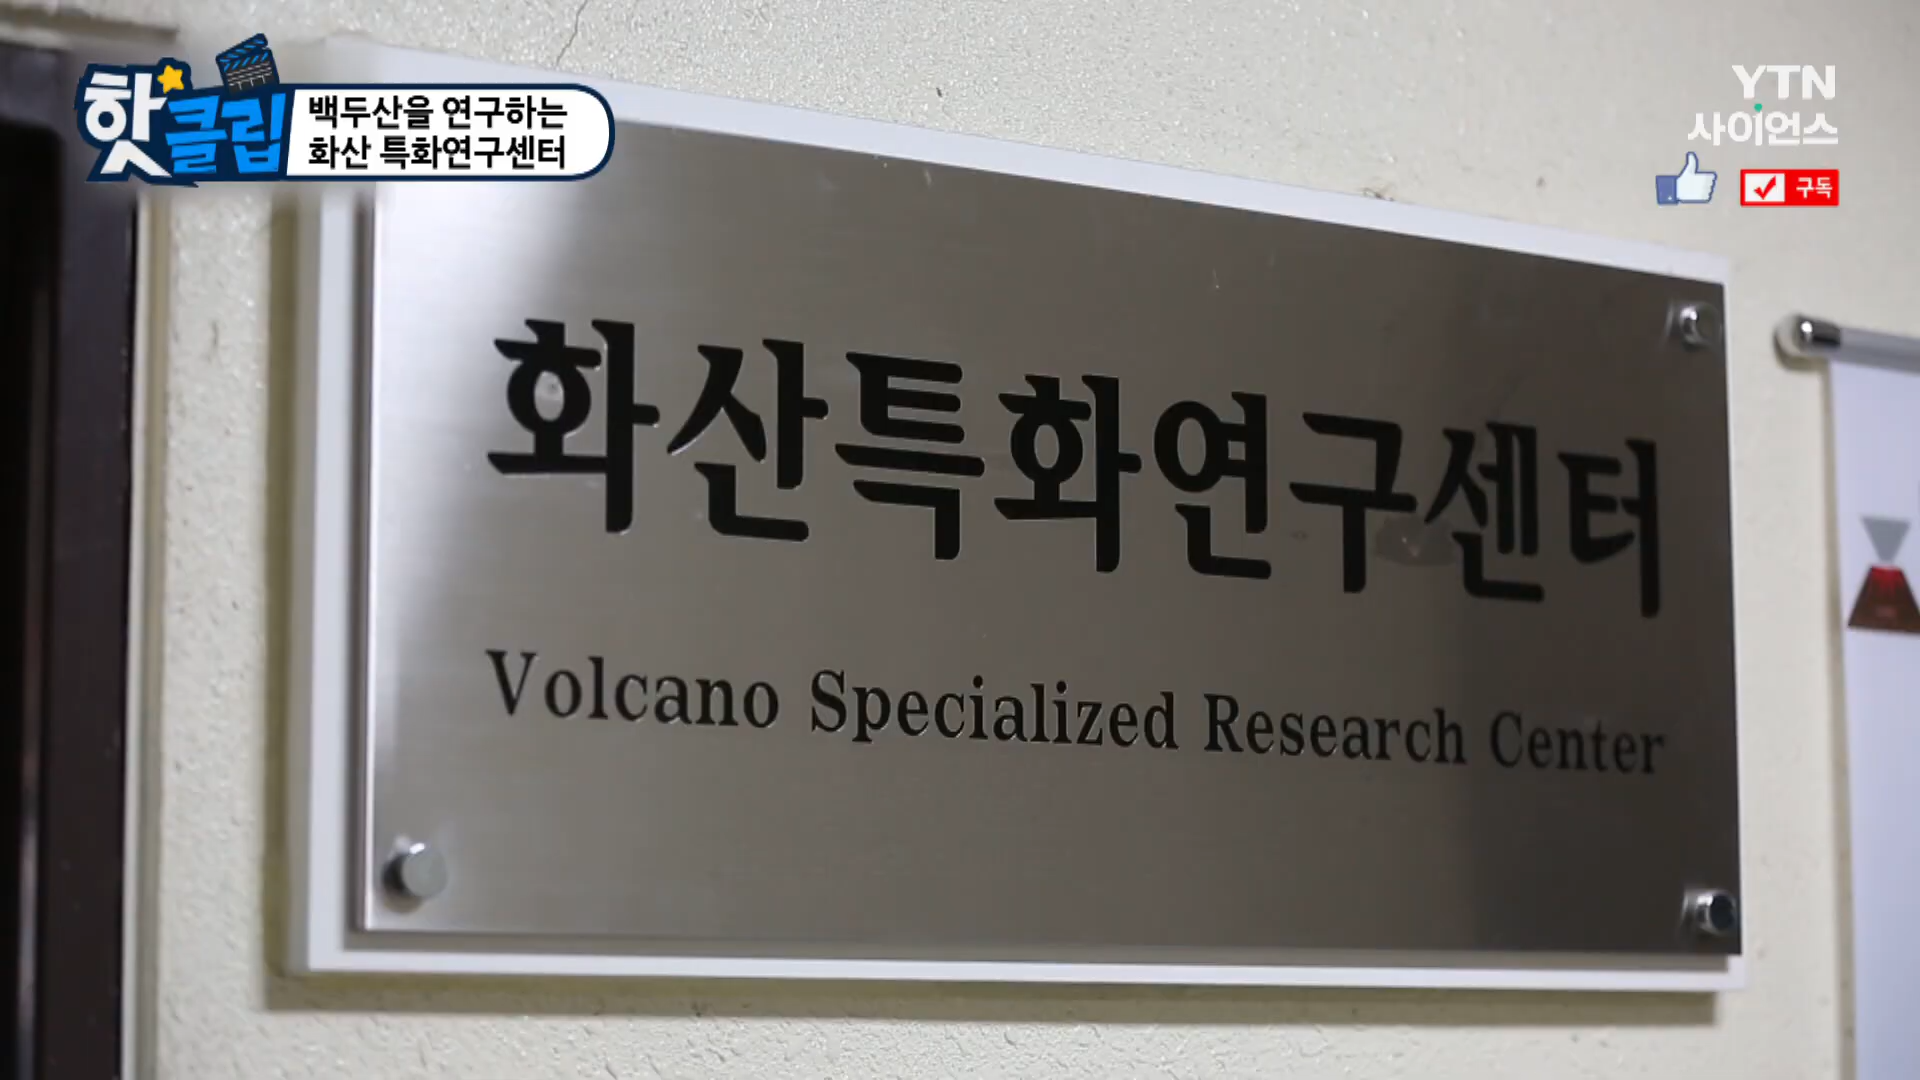 핫클립
백두산을 연구하는
화산 특화연구센터
YTN
사이언스
구독
화산특화연구센터
Volcano Specialized Research Center